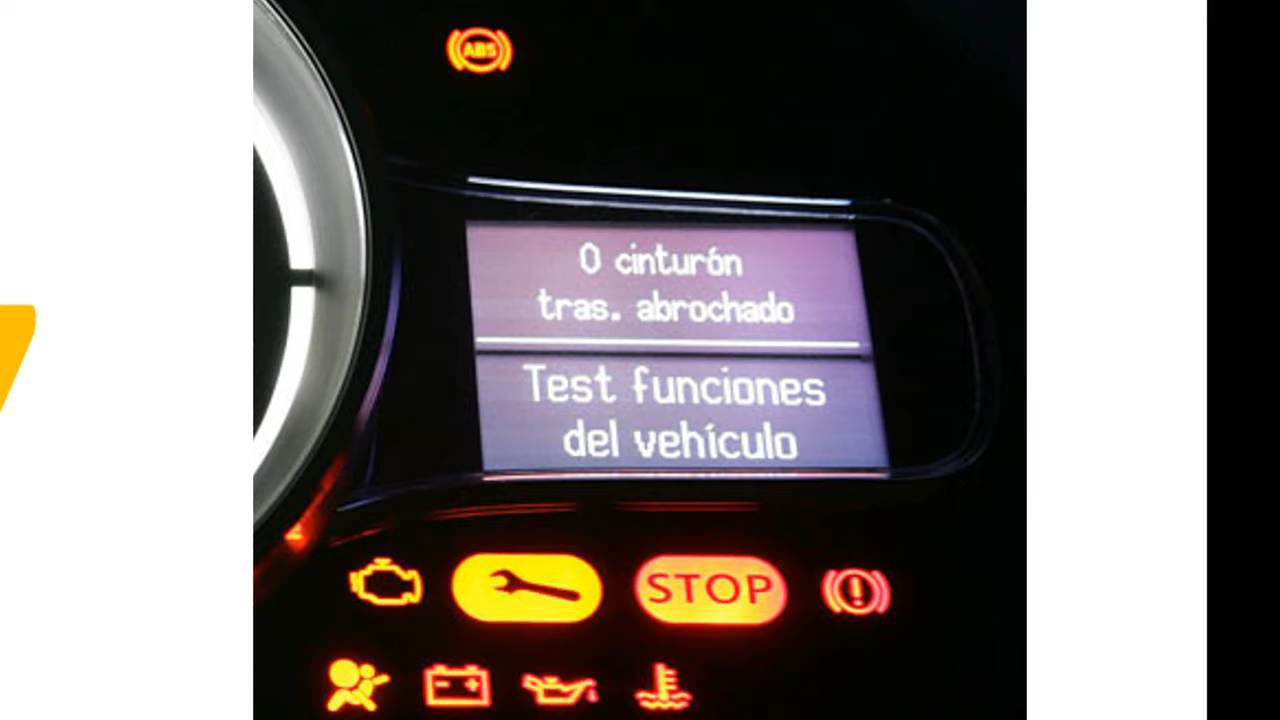 ABS
0 cinturón
tras. abrochado
Test funciones
del vehículo
STOP